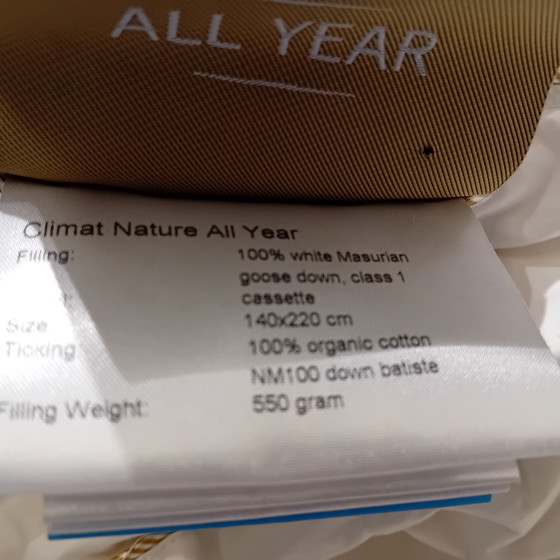 ALL YEAR
Climat Nature All Year
Filling: 100% white Masurian
goose down, class 1
cassette
Size 140x220 cm
Ticking 100% organic cotton
NM100 down batiste
Filling Weight: 550 gram